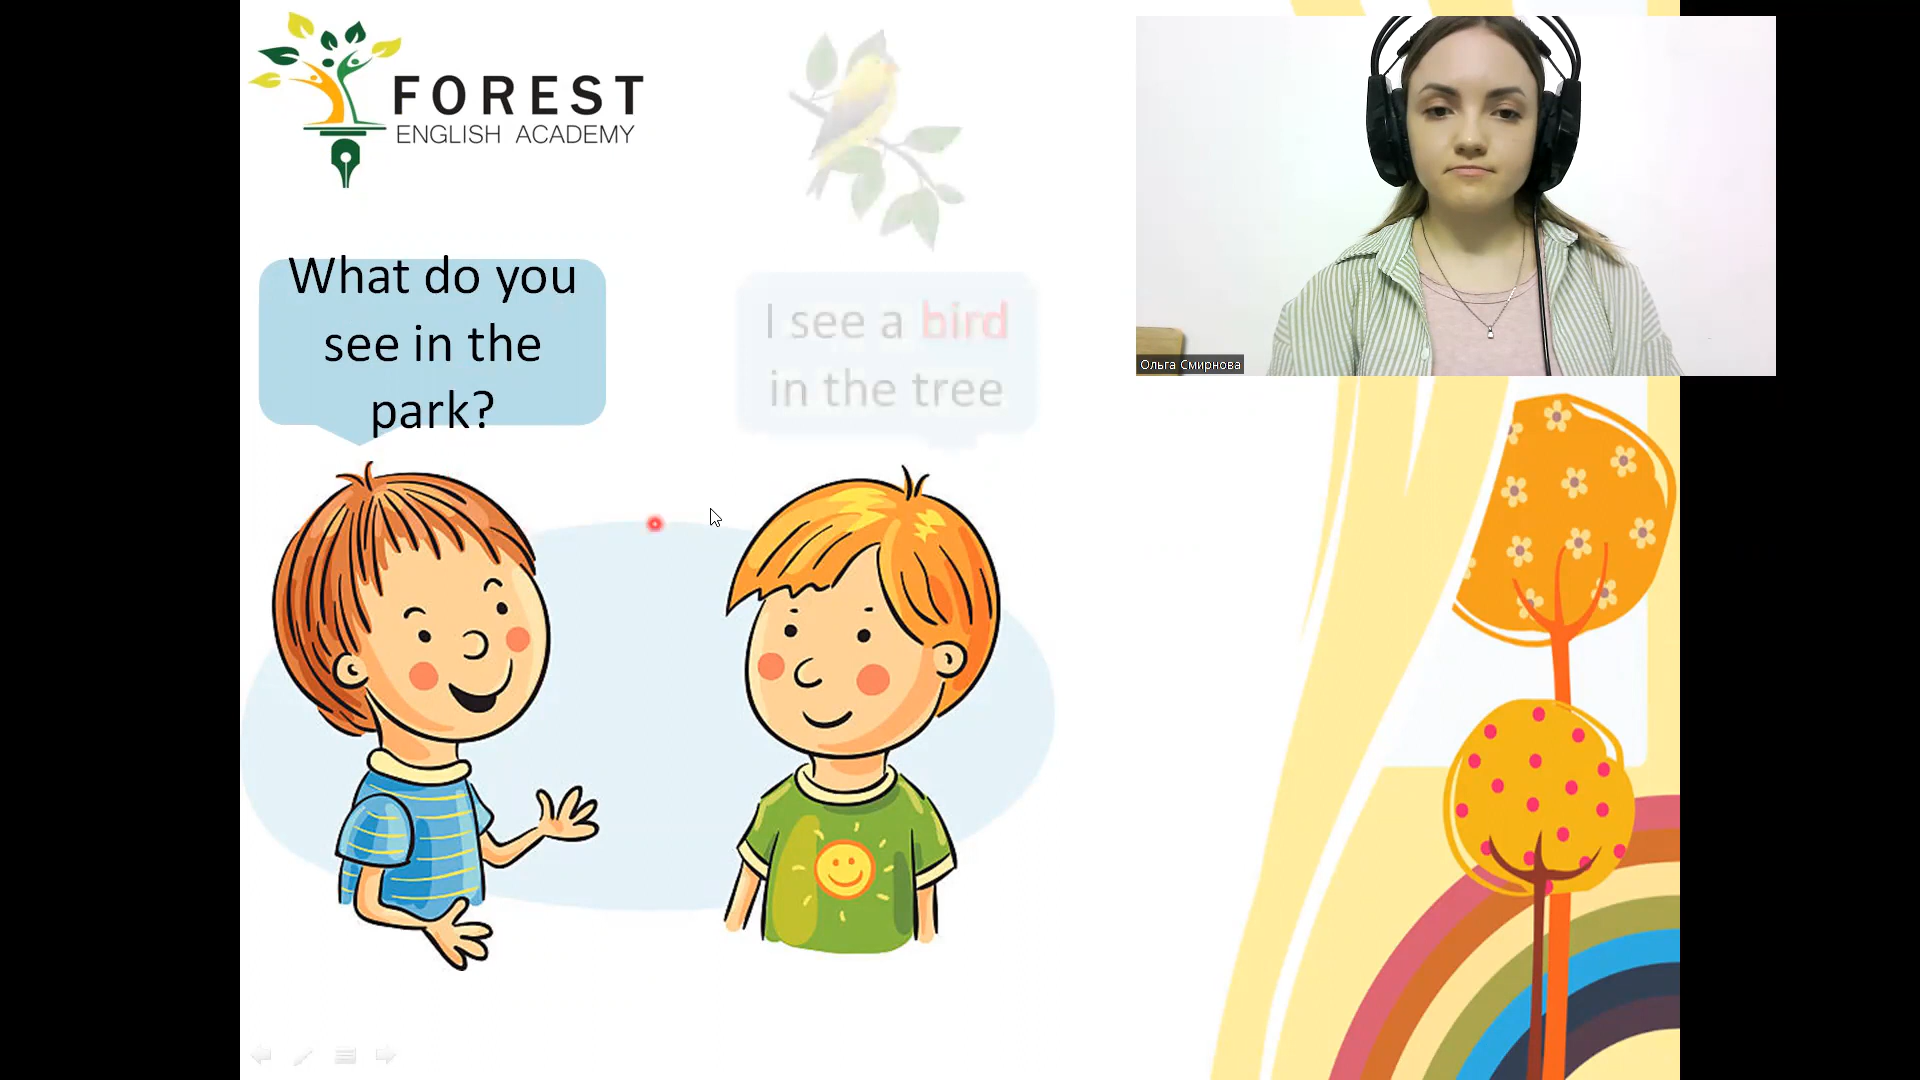 FOREST
ENGLISH ACADEMY
What do you
see in the
park?
I see a bird
in the tree
Ольга Смирнова